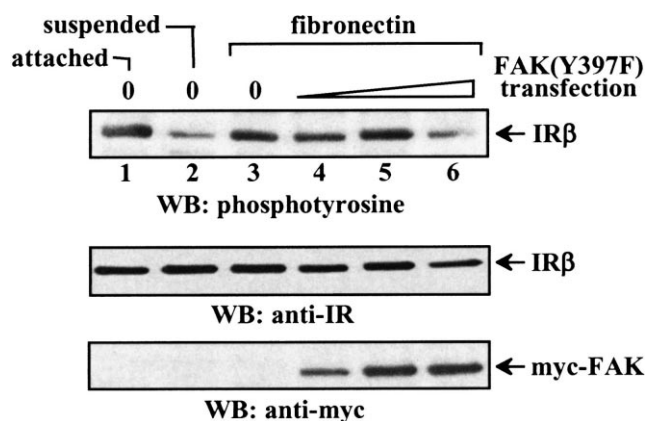 suspended
fibronectin
attached
FAK(Y397F)
transfection
0 0 0
IRβ
1 2 3 4 5 6
WB: phosphotyrosine
IRβ
WB: anti-IR
myc-FAK
WB: anti-myc